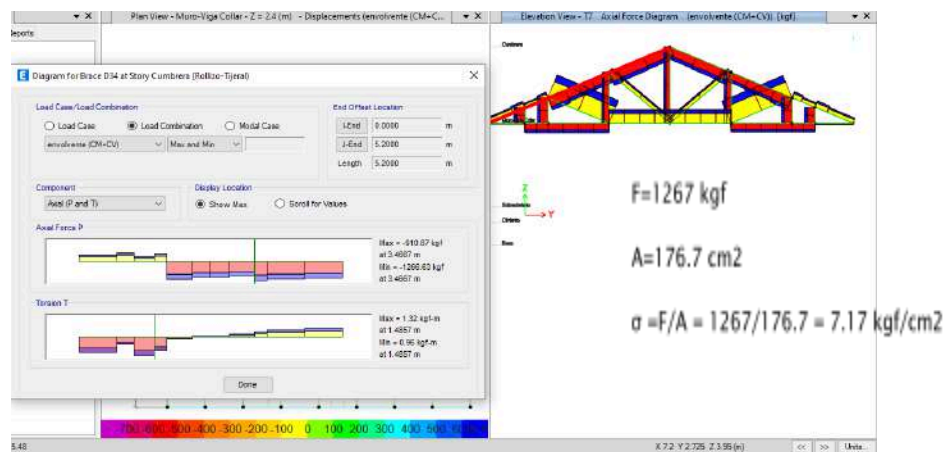 Plan View - Muro-Viga Collar - Z = 2.4 (m) - Displacements (envolvente (CM+C...
Elevation View - T7 Axial Force Diagram (envolvente (CM+CV)) [kgf]
eports
Diagram for Brace D34 at Story Cumbrera (Rollizo-Tijeral)
Load Case/Load Combination
Load Case
Load Combination
Modal Case
envolvente (CM+CV)
Max and Min
End Offset Location
I-End 0.0000 m
J-End 5.2000 m
Length 5.2000 m
Component
Axial (P and T)
Display Location
Show Max
Scroll for Values
Axial Force P
Max = -910.87 kgf
at 3.4667 m
Min = -1266.63 kgf
at 3.4667 m
Torsion T
Max = 1.32 kgf-m
at 1.4857 m
Min = 0.96 kgf-m
at 1.4857 m
Done
Cumbrera
Z
Y
Base
F=1267 kgf
A=176.7 cm2
σ =F/A = 1267/176.7 = 7.17 kgf/cm2
-700 -600 -500 -400 -300 -200 -100 0 100 200 300 400 500
5.48
X 7.2 Y 2.725 Z 3.95 (m)
<< >> Units...